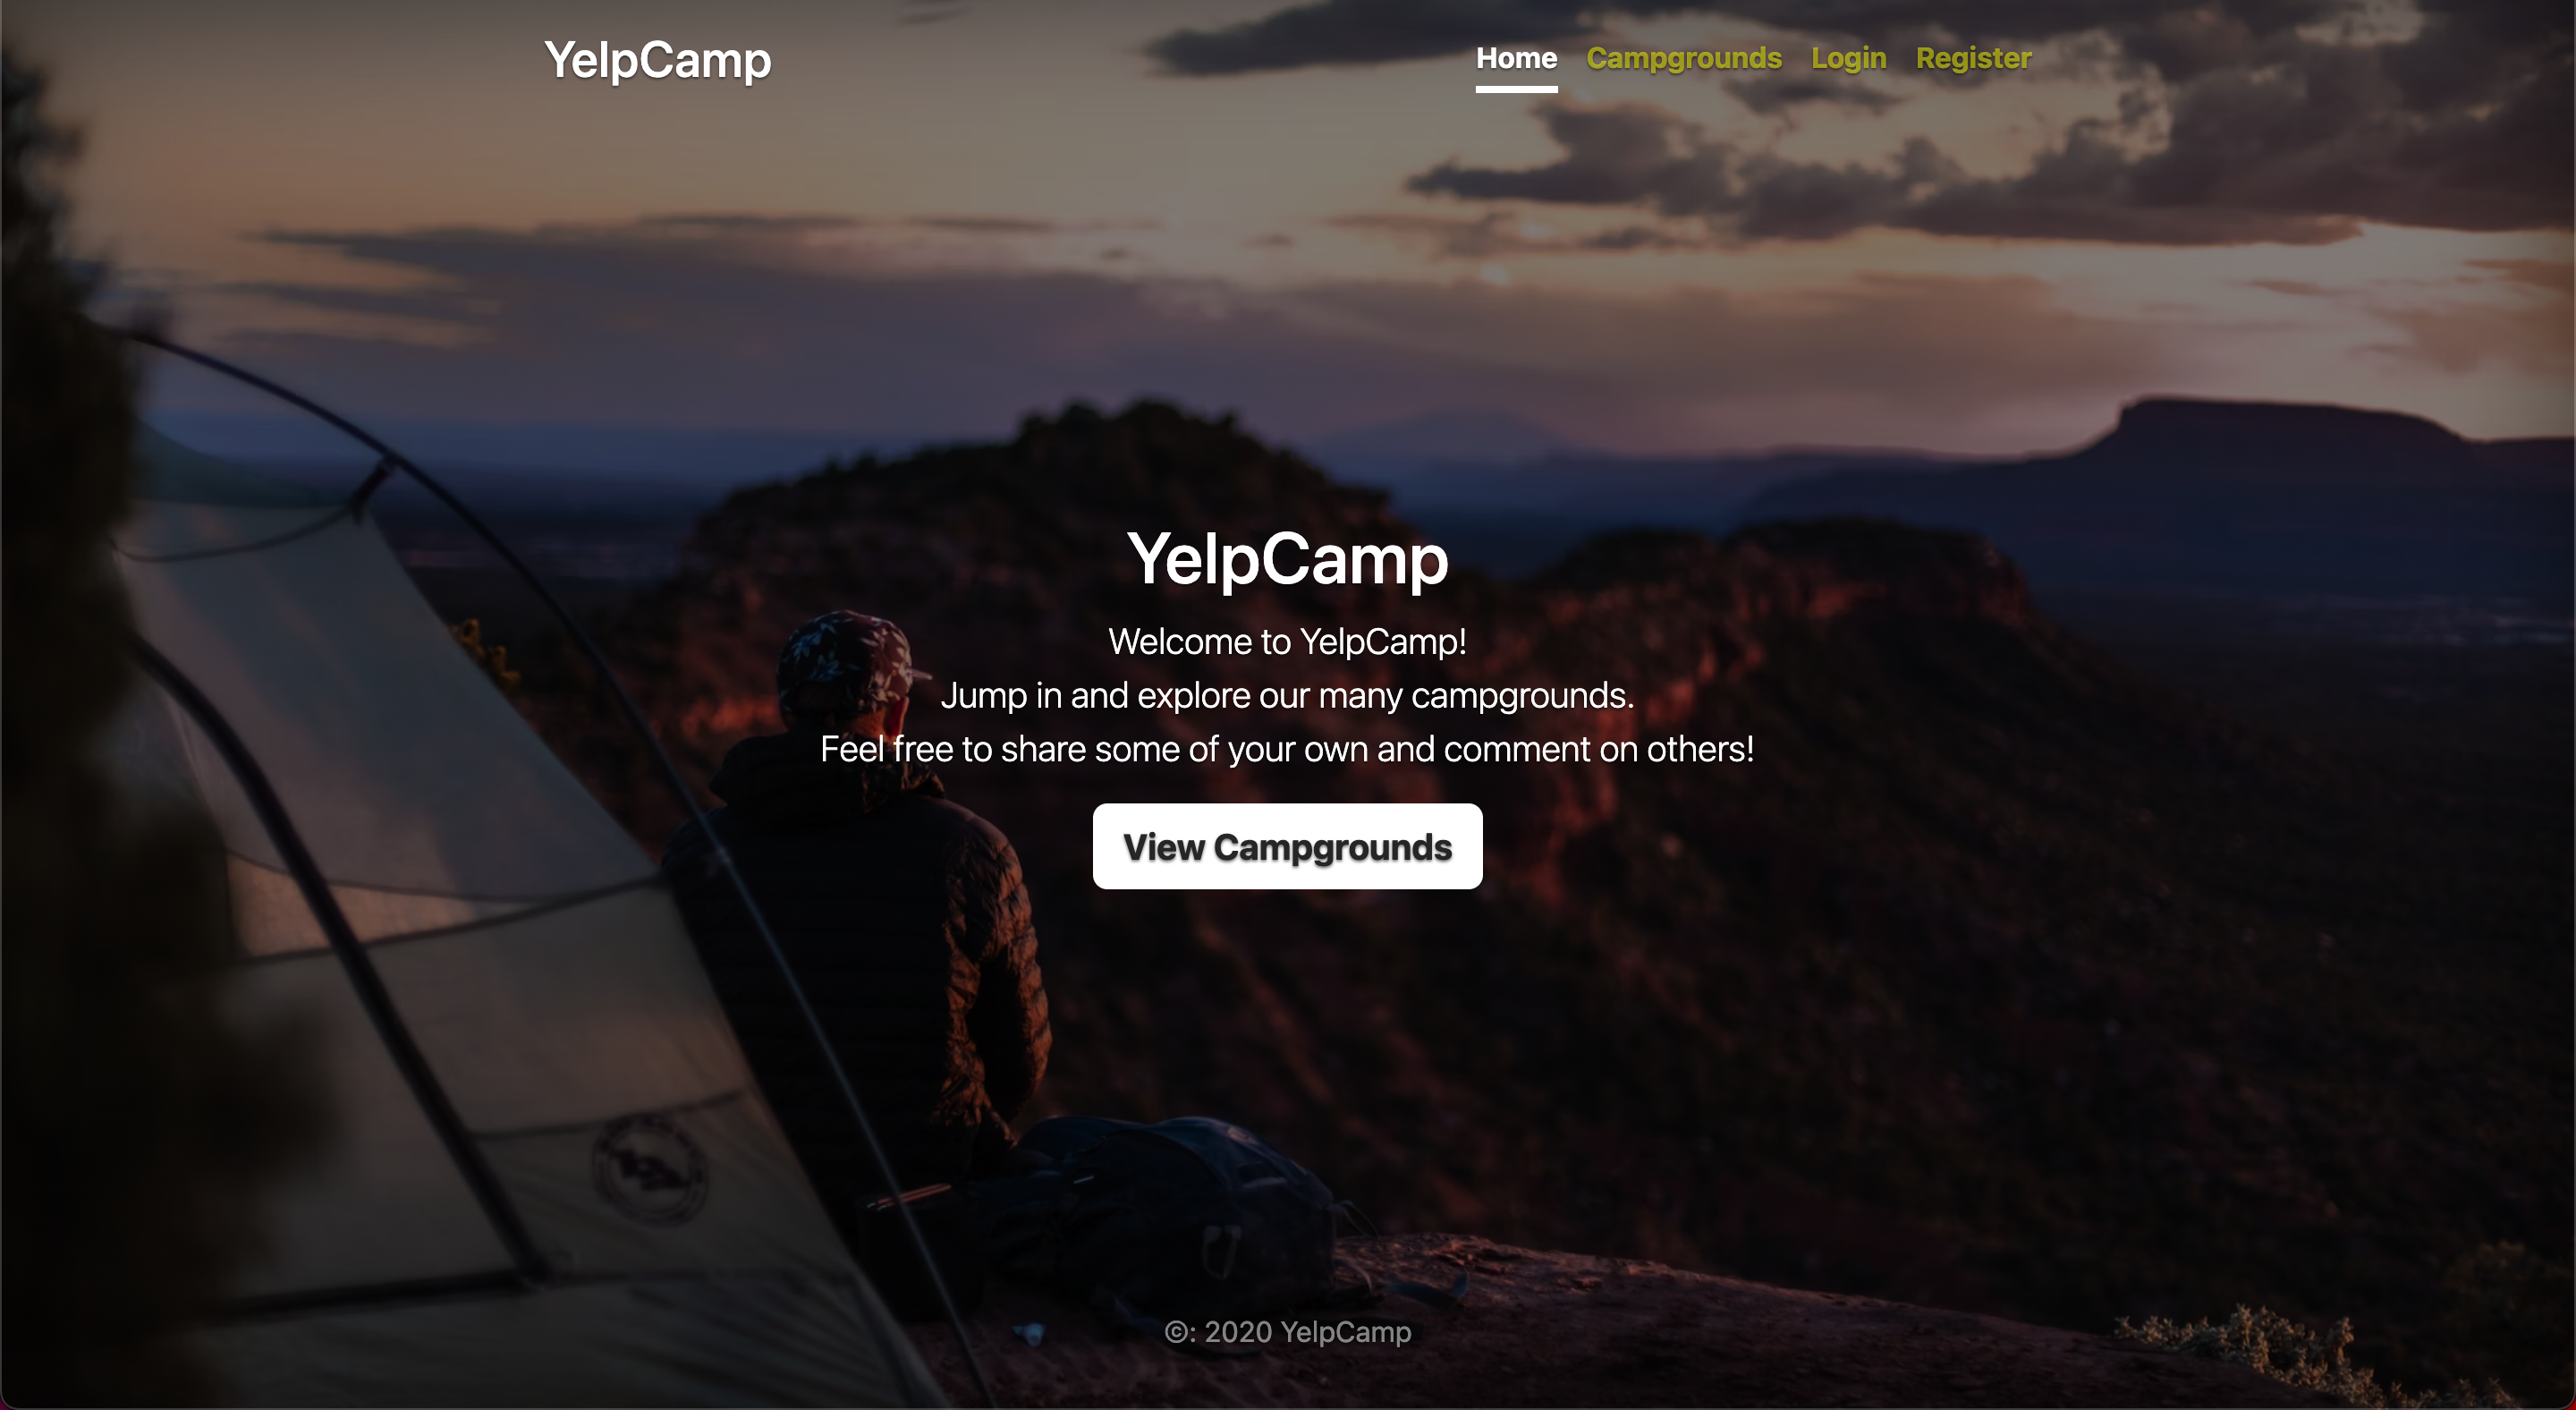 YelpCamp
Home Campgrounds Login Register
YelpCamp
Welcome to YelpCamp!
Jump in and explore our many campgrounds.
Feel free to share some of your own and comment on others!
View Campgrounds
©: 2020 YelpCamp